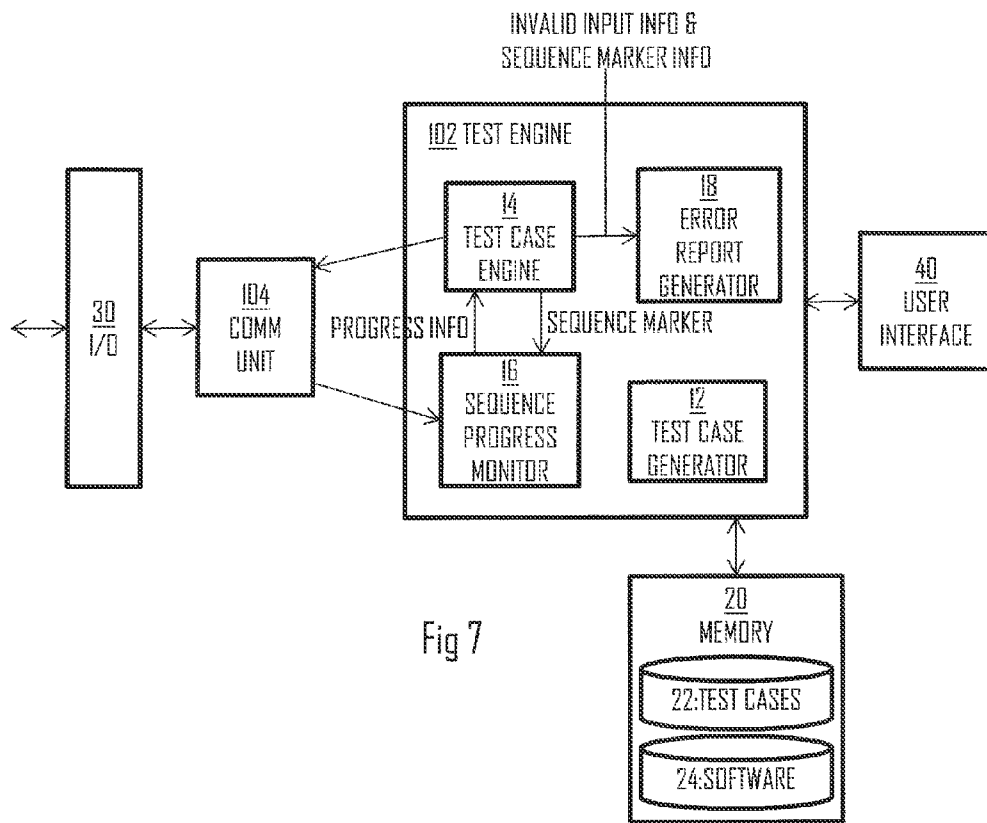 INVALID INPUT INFO &
SEQUENCE MARKER INFO
102 TEST ENGINE
14
TEST CASE
ENGINE
18
ERROR
REPORT
GENERATOR
30
I/O
104
COMM
UNIT
PROGRESS INFO
SEQUENCE MARKER
40
USER
INTERFACE
16
SEQUENCE
PROGRESS
MONITOR
12
TEST CASE
GENERATOR
20
MEMORY
22:TEST CASES
24:SOFTWARE
Fig 7